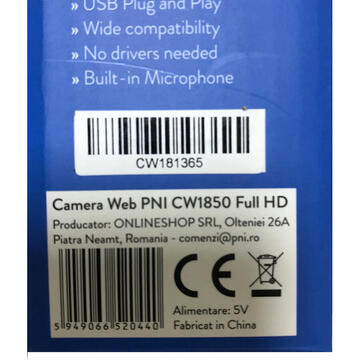 » USB Plug and Play
» Wide compatibility
» No drivers needed
» Built-in Microphone
CW181365
Camera Web PNI CW1850 Full HD
Producator: ONLINESHOP SRL, Olteniei 26A
Piatra Neamt, Romania - comenzi@pni.ro
CE
Alimentare: 5V
Fabricat in China
5 949066 520440